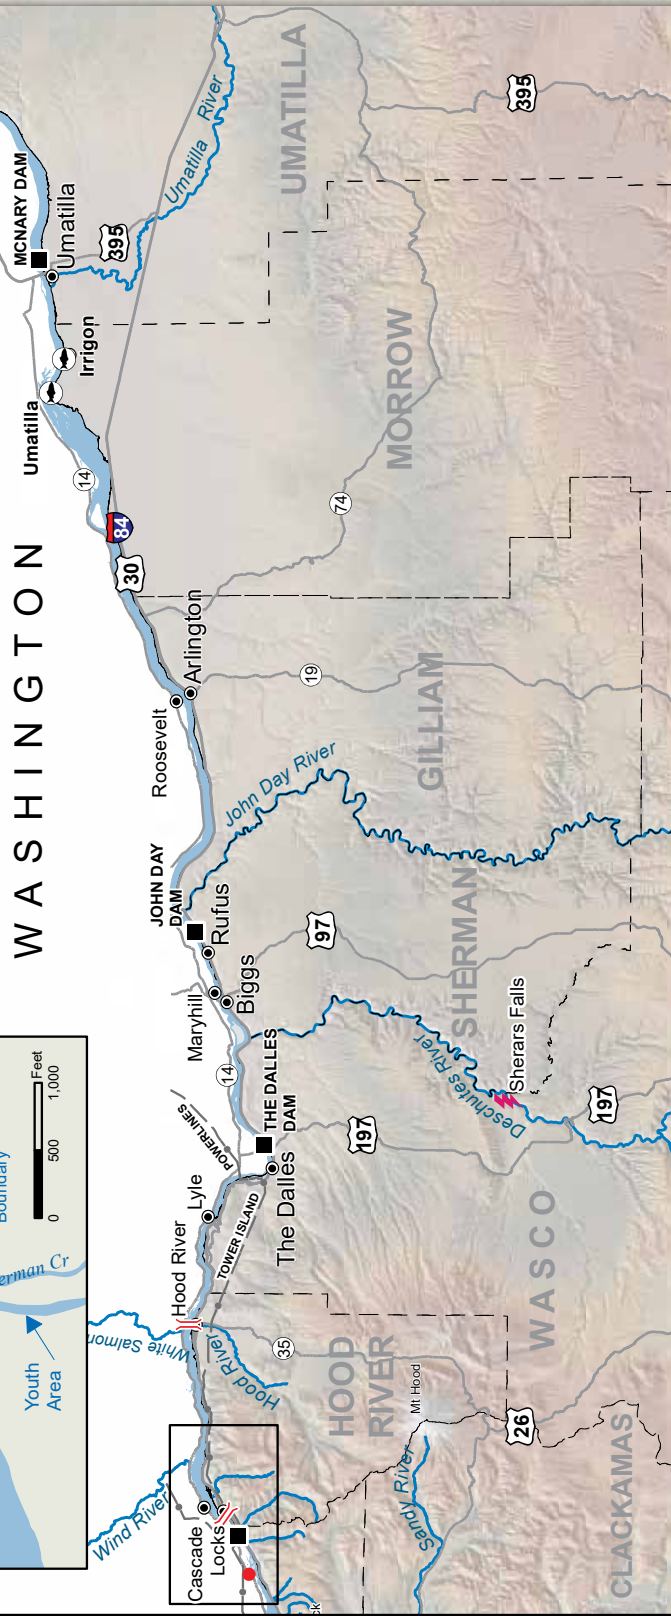 WASHINGTON
Boundary
Feet
0
500
1,000
erman Cr
Youth
Area
Wind River
White Salmon
Hood River
Lyle
POWERLINES
TOWER ISLAND
14
Maryhill
JOHN DAY
DAM
Roosevelt
30
84
14
Umatilla
Irrigon
MCNARY DAM
Umatilla
395
Umatilla River
Cascade
Locks
Hood River
35
The Dalles
THE DALLES
DAM
Biggs
Rufus
John Day River
Arlington
197
97
19
74
HOOD
RIVER
SHERMAN
GILLIAM
MORROW
UMATILLA
Sandy River
Mt Hood
Deschutes River
Sherars Falls
395
26
WASCO
197
CLACKAMAS
ck